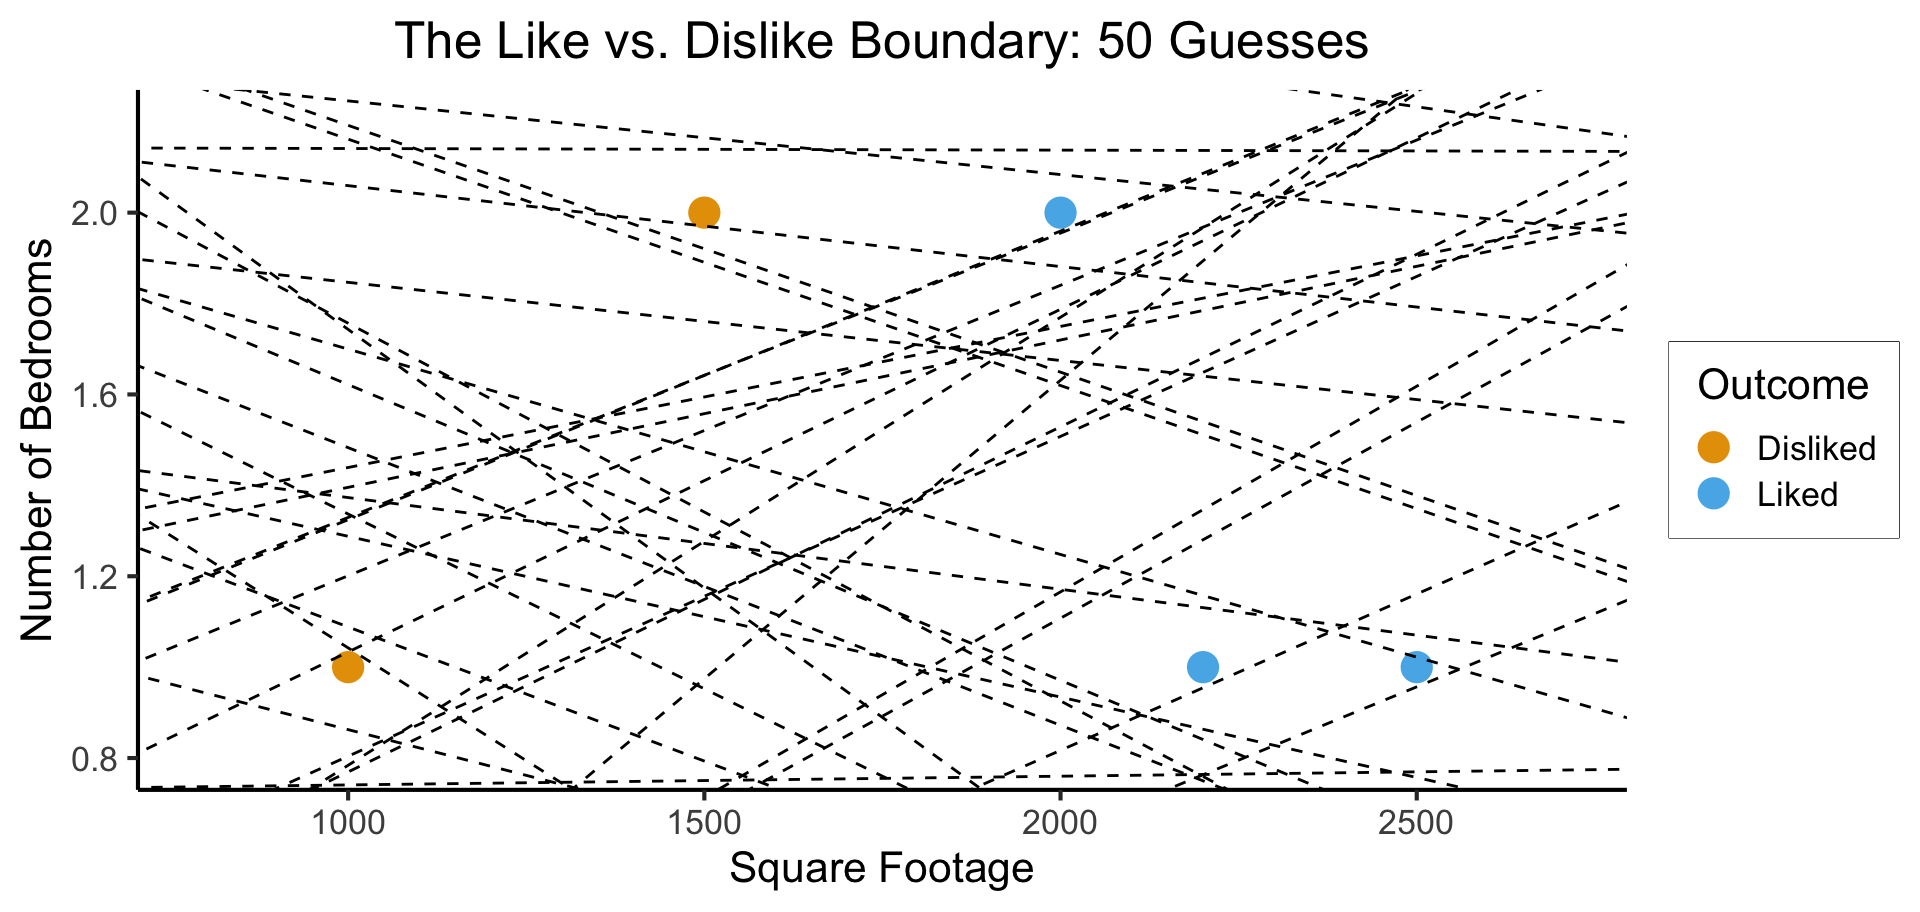 The Like vs. Dislike Boundary: 50 Guesses
Number of Bedrooms
2.0
1.6
1.2
0.8
1000 1500 2000 2500
Square Footage
Outcome
Disliked
Liked